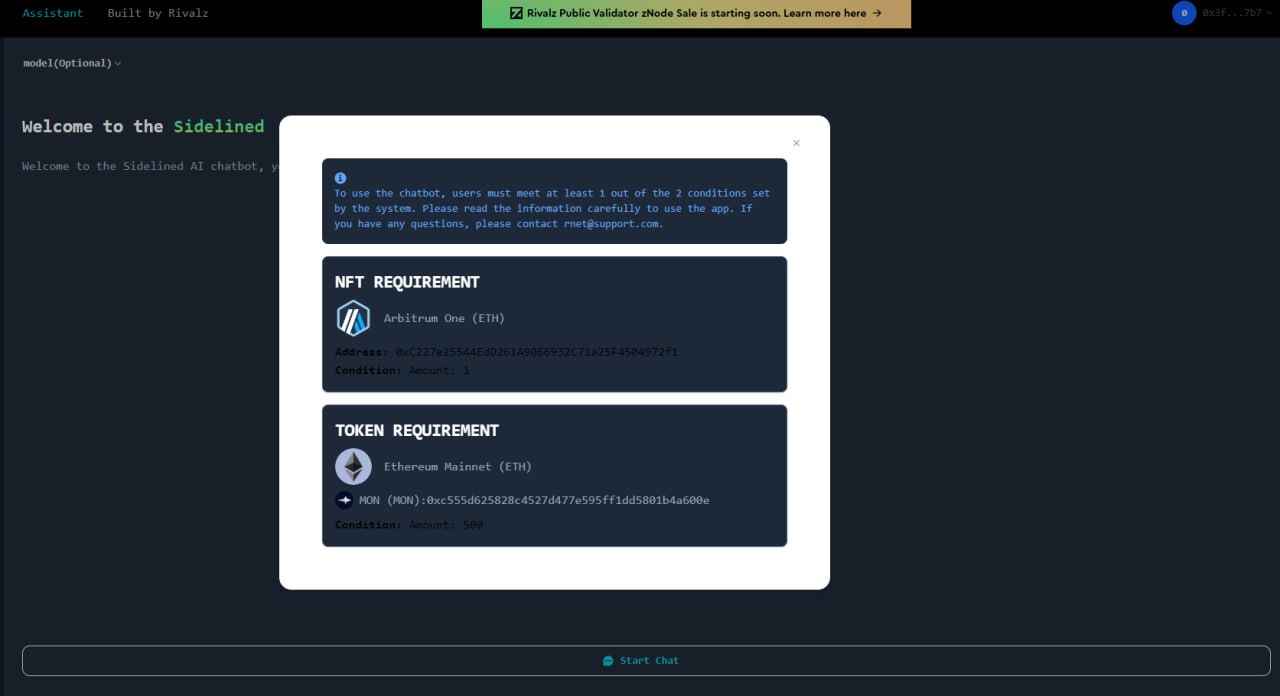 Assistant Built by Rivalz
Rivalz Public Validator zNode Sale is starting soon. Learn more here →
0 0x3f...7b7
model(Optional)
Welcome to the Sidelined
Welcome to the Sidelined AI chatbot, y
×
To use the chatbot, users must meet at least 1 out of the 2 conditions set
by the system. Please read the information carefully to use the app. If
you have any questions, please contact rnet@support.com.
NFT REQUIREMENT
Arbitrum One (ETH)
Address: 0xC227e25544EdD261A9066932C71a25F4504972f1
Condition: Amount: 1
TOKEN REQUIREMENT
Ethereum Mainnet (ETH)
MON (MON):0xc555d625828c4527d477e595ff1dd5801b4a600e
Condition: Amount: 500
Start Chat